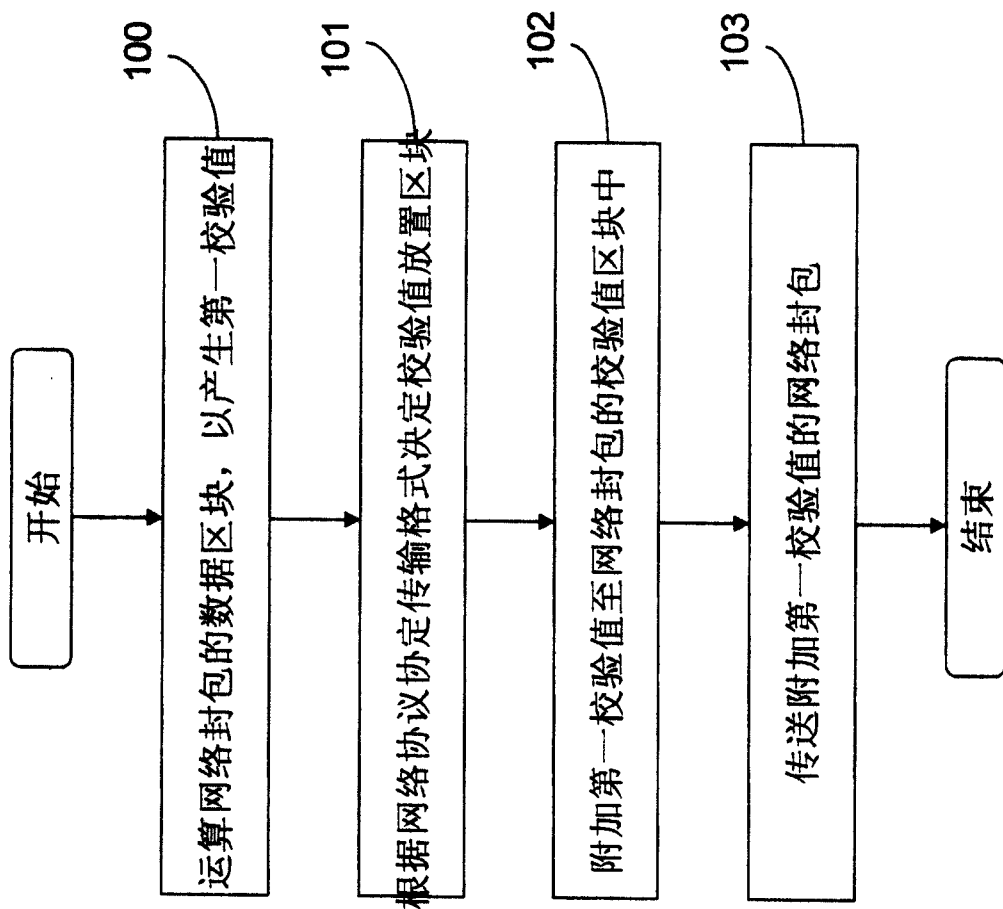 开始
运算网络封包的数据区块，以产生第一校验值
100
根据网络协议协定传输格式决定校验值放置区块
101
附加第一校验值至网络封包的校验值区块中
102
传送附加第一校验值的网络封包
103
结束